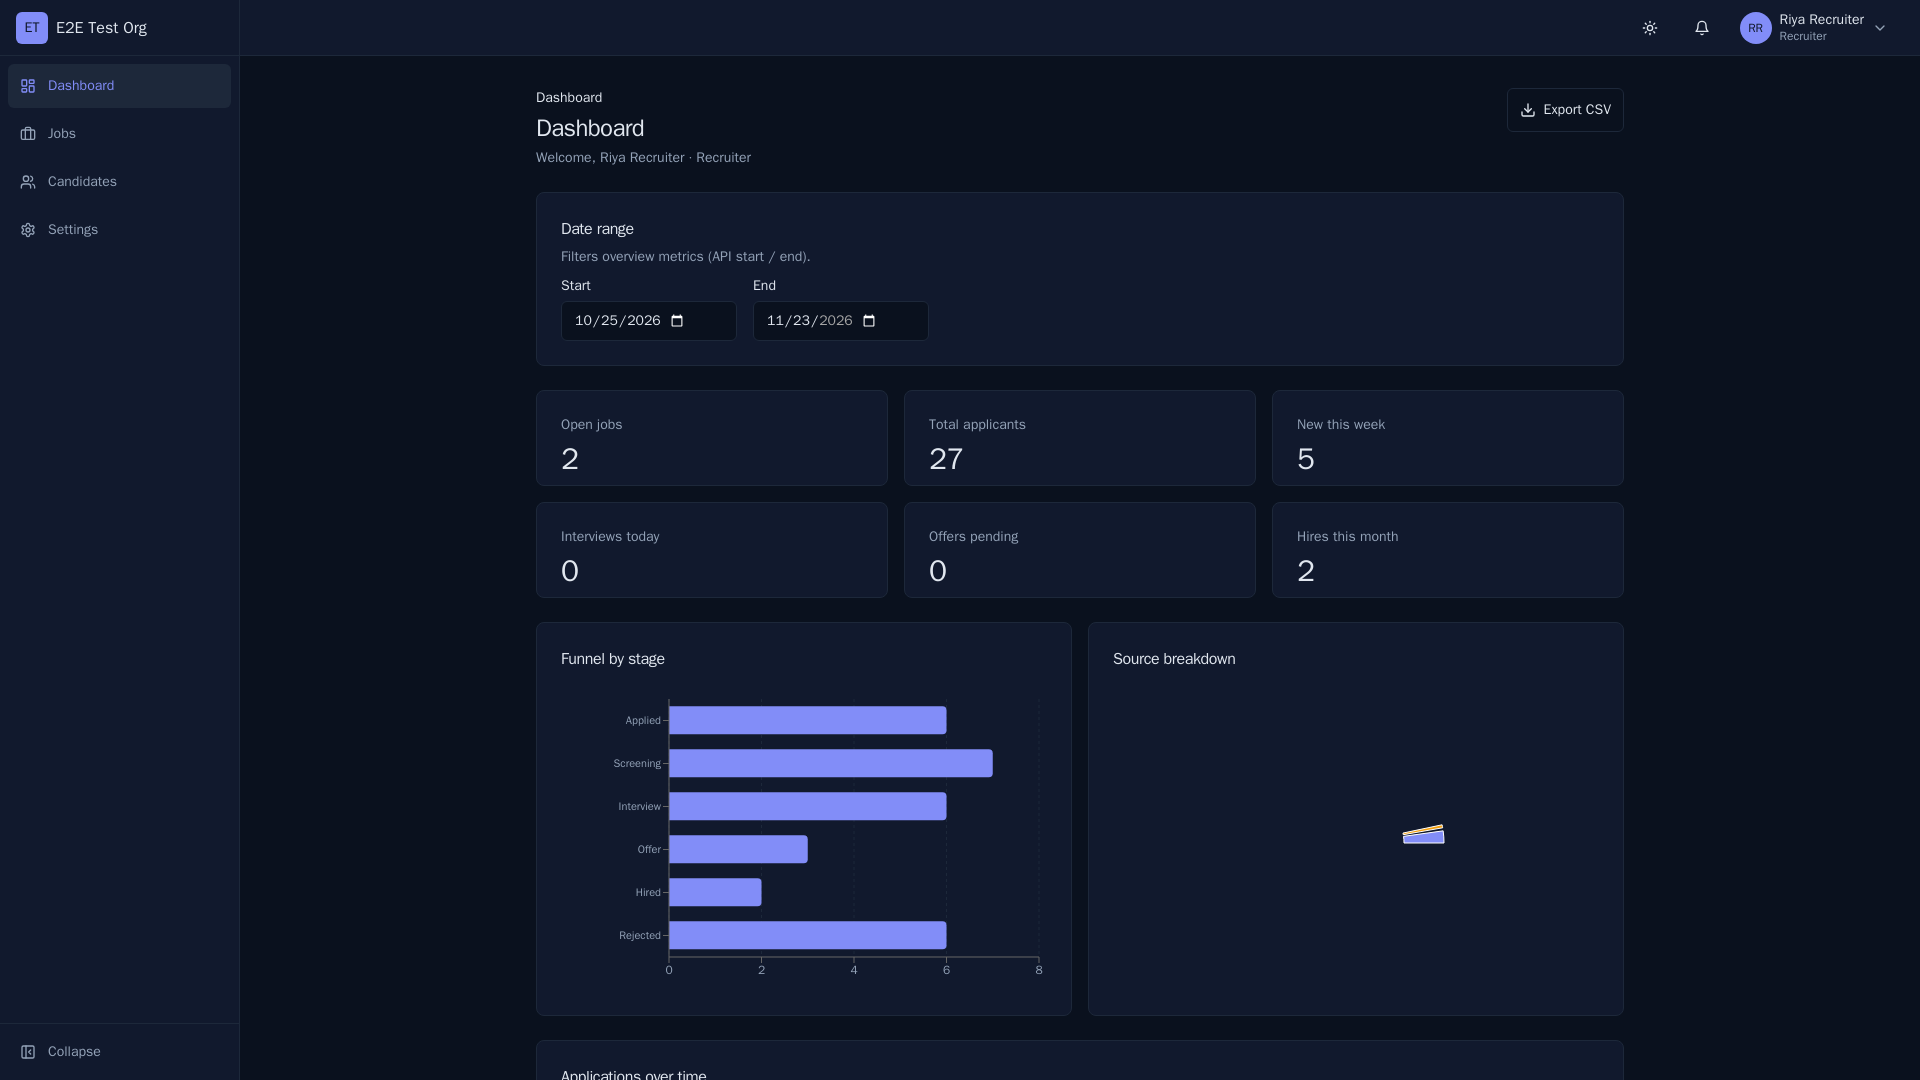 ET E2E Test Org
RR Riya Recruiter
Recruiter
Dashboard
Jobs
Candidates
Settings
Collapse
Dashboard
Dashboard
Welcome, Riya Recruiter · Recruiter
Export CSV
Date range
Filters overview metrics (API start / end).
Start End
10/25/2026 11/23/2026
Open jobs
2
Total applicants
27
New this week
5
Interviews today
0
Offers pending
0
Hires this month
2
Funnel by stage
Applied
Screening
Interview
Offer
Hired
Rejected
0 2 4 6 8
Source breakdown
Applications over time